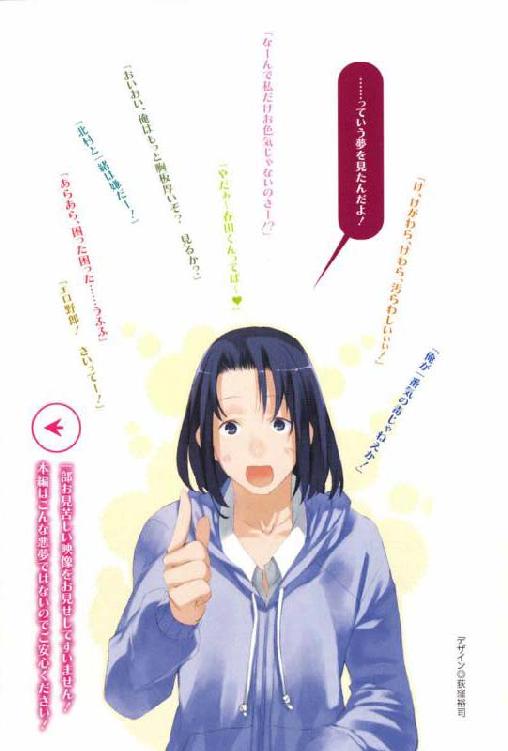 「け、けがわら、けわら、汚らわしいぃぃ!」
「俺が一番気の毒じゃねえか!」
……っていう夢を見たんだよ!
「なーんで私だけお色気じゃないのさー!?」
「やだぁ~春田くんってば~♥」
「おいおい、俺はもっと胸板厚いぞ? 見るか?」
「北村と一緒は嫌だー!」
「あらあら、困った困った……うふふ」
「エロ野郎! さいってー!」
一部お見苦しい映像をお見せしてすいません!
本編はこんな悪夢ではないのでご安心ください!
デザイン◎荻窪裕司